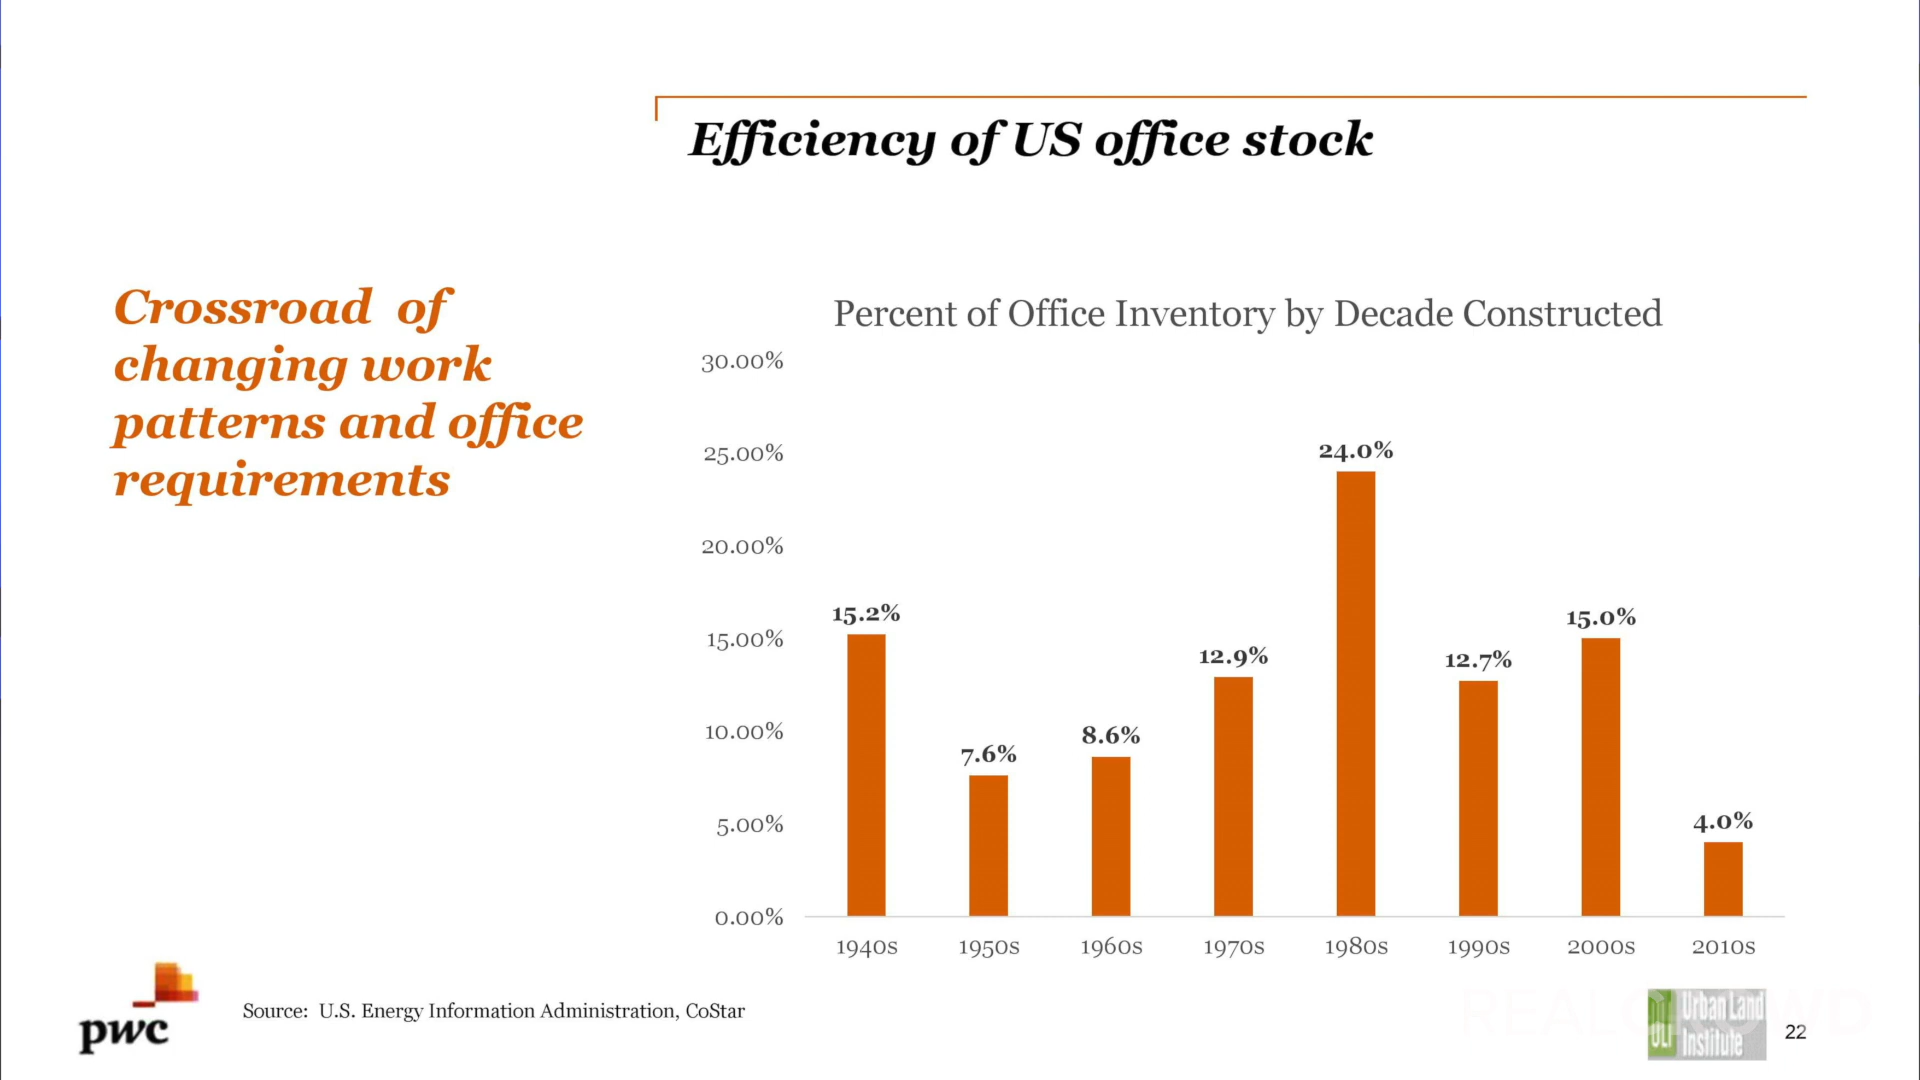 Efficiency of US office stock
Crossroad of
changing work
patterns and office
requirements
Percent of Office Inventory by Decade Constructed
30.00%
25.00%
20.00%
15.00%
10.00%
5.00%
0.00%
15.2%
7.6%
8.6%
12.9%
24.0%
12.7%
15.0%
4.0%
1940s 1950s 1960s 1970s 1980s 1990s 2000s 2010s
pwc
Source: U.S. Energy Information Administration, CoStar
REALCROWD
ULI
Urban Land
Institute
22